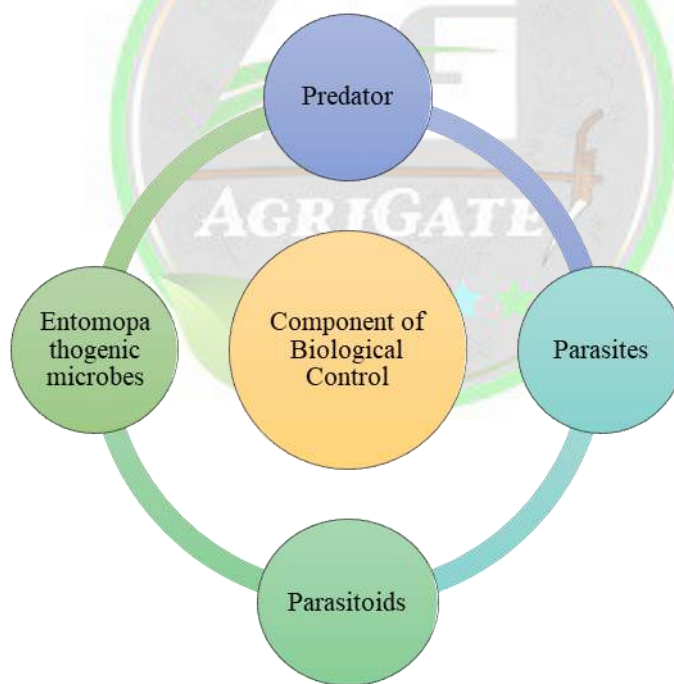 Predator
AGRIGATE
Entomopa
thogenic
microbes
Component of
Biological
Control
Parasites
Parasitoids